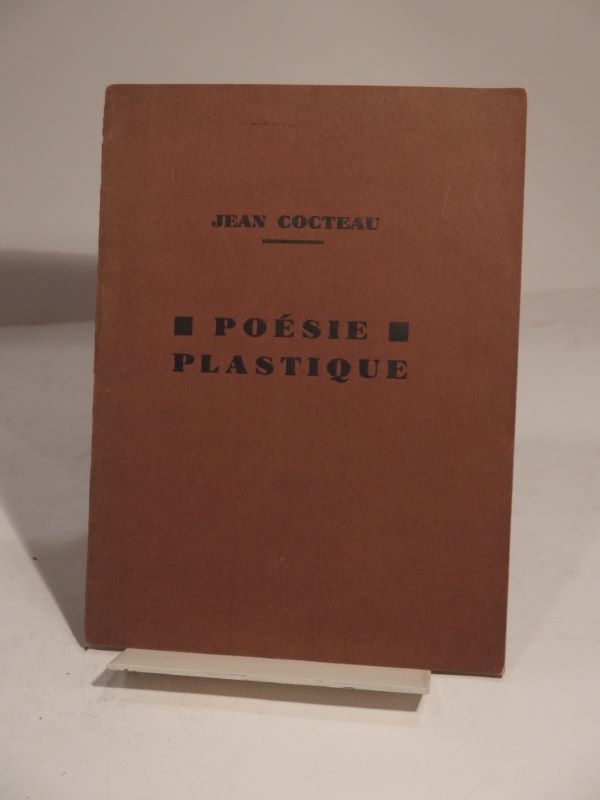 JEAN COCTEAU
■ POÉSIE ■
PLASTIQUE